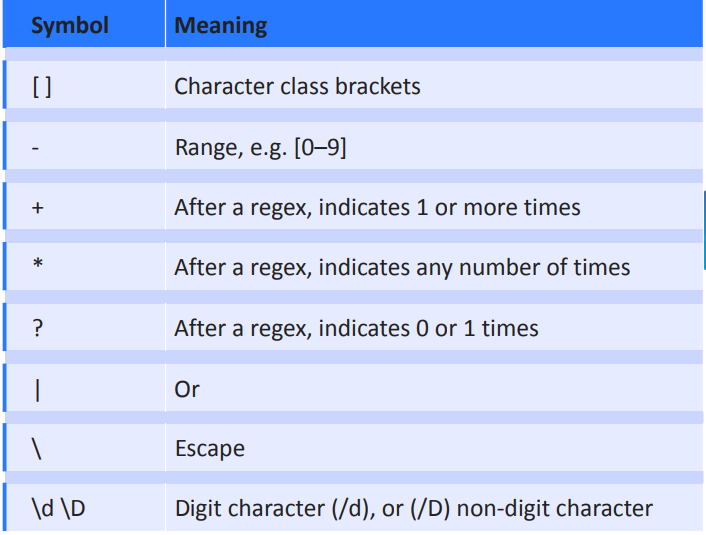 Symbol Meaning
[ ] Character class brackets
- Range, e.g. [0–9]
+ After a regex, indicates 1 or more times
* After a regex, indicates any number of times
? After a regex, indicates 0 or 1 times
| Or
\ Escape
\d \D Digit character (/d), or (/D) non-digit character